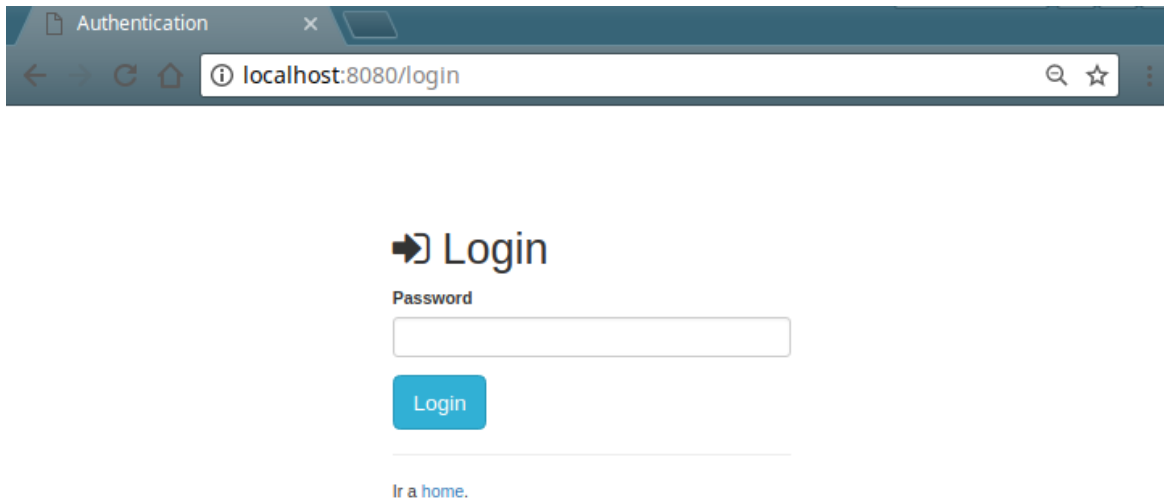 Authentication
localhost:8080/login
Login
Password
Login
Ir a home.